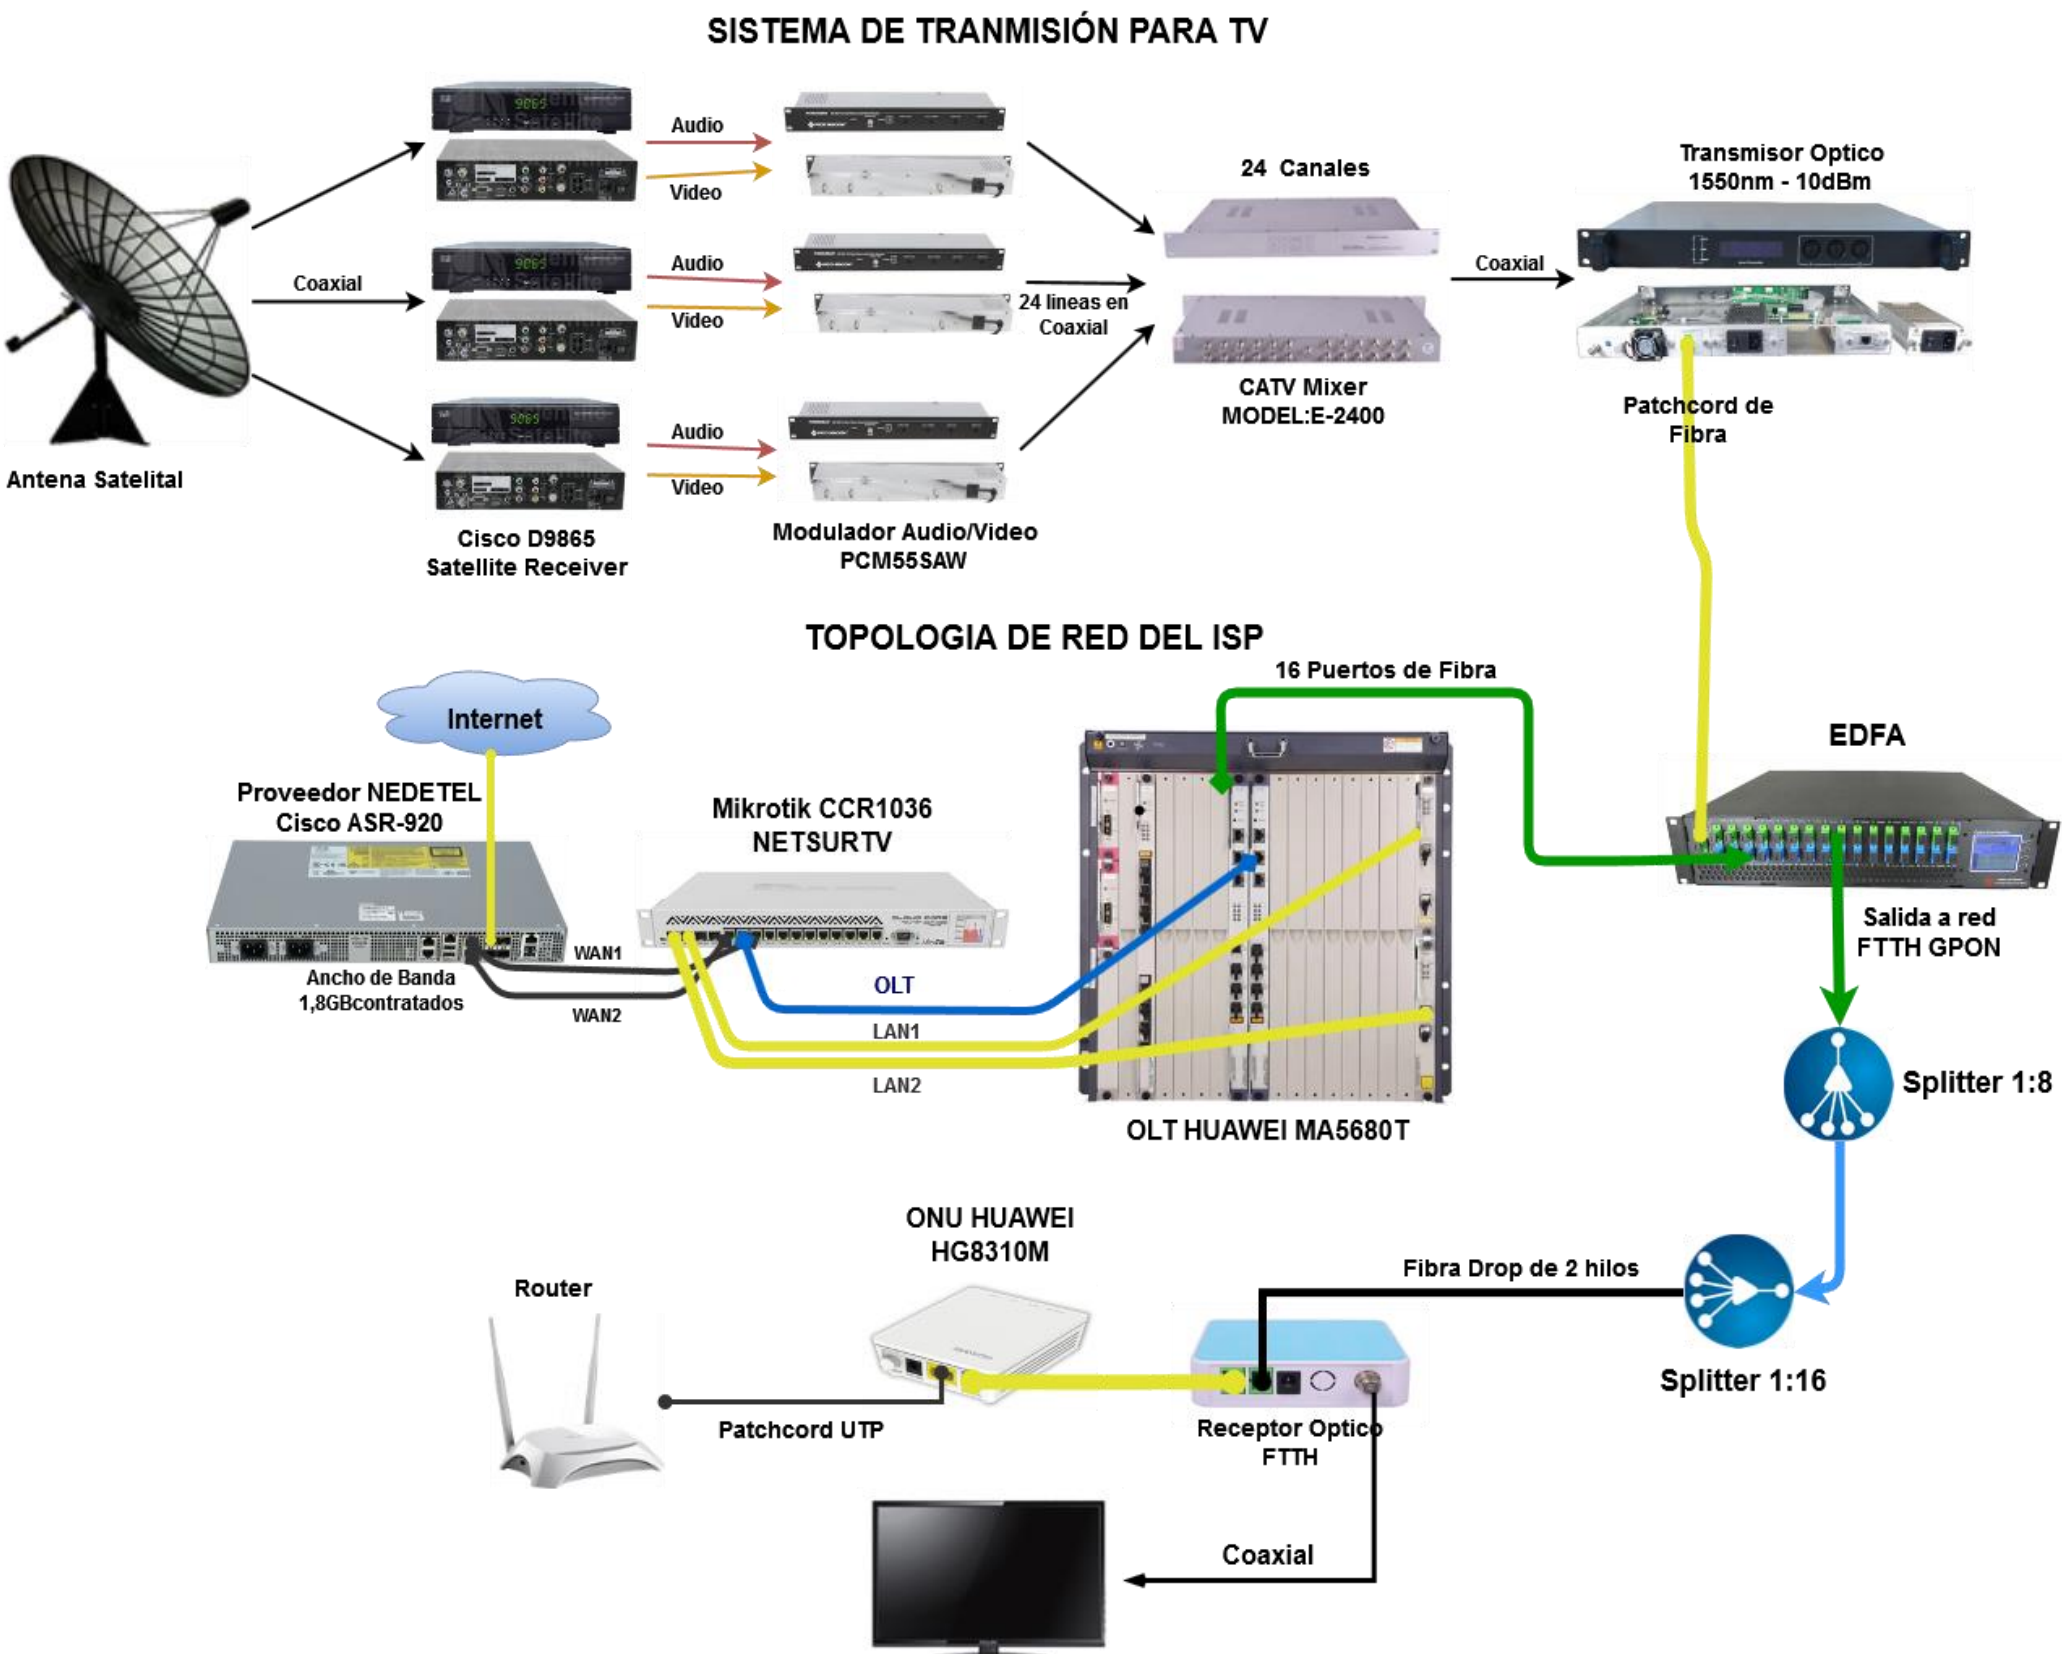 SISTEMA DE TRANMISIÓN PARA TV
Audio
Video
Audio
Video
Audio
Video
Coaxial
Antena Satelital
9865
9865
9865
Cisco D9865
Satellite Receiver
Modulador Audio/Video
PCM55SAW
24 lineas en
Coaxial
24 Canales
CATV Mixer
MODEL:E-2400
Coaxial
Transmisor Optico
1550nm - 10dBm
Patchcord de
Fibra
TOPOLOGIA DE RED DEL ISP
16 Puertos de Fibra
Internet
Proveedor NEDETEL
Cisco ASR-920
Ancho de Banda
1,8GBcontratados
WAN1
WAN2
Mikrotik CCR1036
NETSURTV
OLT
LAN1
LAN2
OLT HUAWEI MA5680T
EDFA
Salida a red
FTTH GPON
Splitter 1:8
Splitter 1:16
Fibra Drop de 2 hilos
ONU HUAWEI
HG8310M
Router
Patchcord UTP
Receptor Optico
FTTH
Coaxial